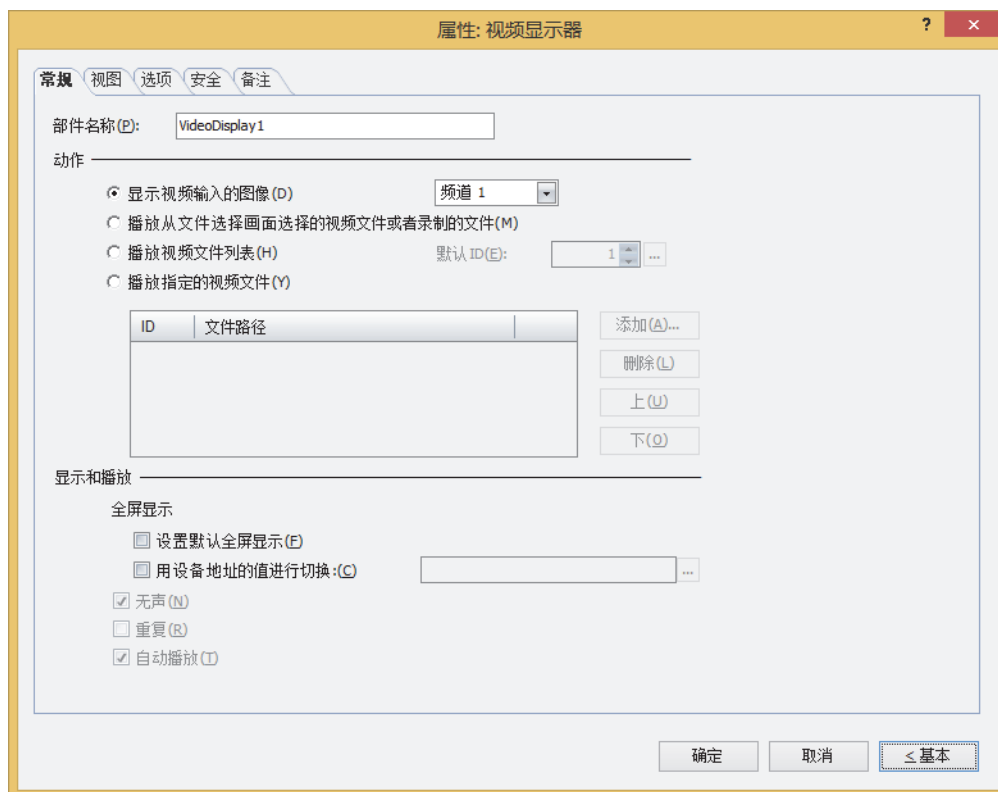 属性: 视频显示器
?
×
常规 视图 选项 安全 备注
部件名称(P): VideoDisplay1
动作
显示视频输入的图像(D) 频道 1
播放从文件选择画面选择的视频文件或者录制的文件(M)
播放视频文件列表(H) 默认 ID(E): 1 ...
播放指定的视频文件(Y)
ID 文件路径
添加(A)...
删除(L)
上(U)
下(O)
显示和播放
全屏显示
设置默认全屏显示(F)
用设备地址的值进行切换:(C) ...
无声(N)
重复(R)
自动播放(T)
确定 取消 <基本